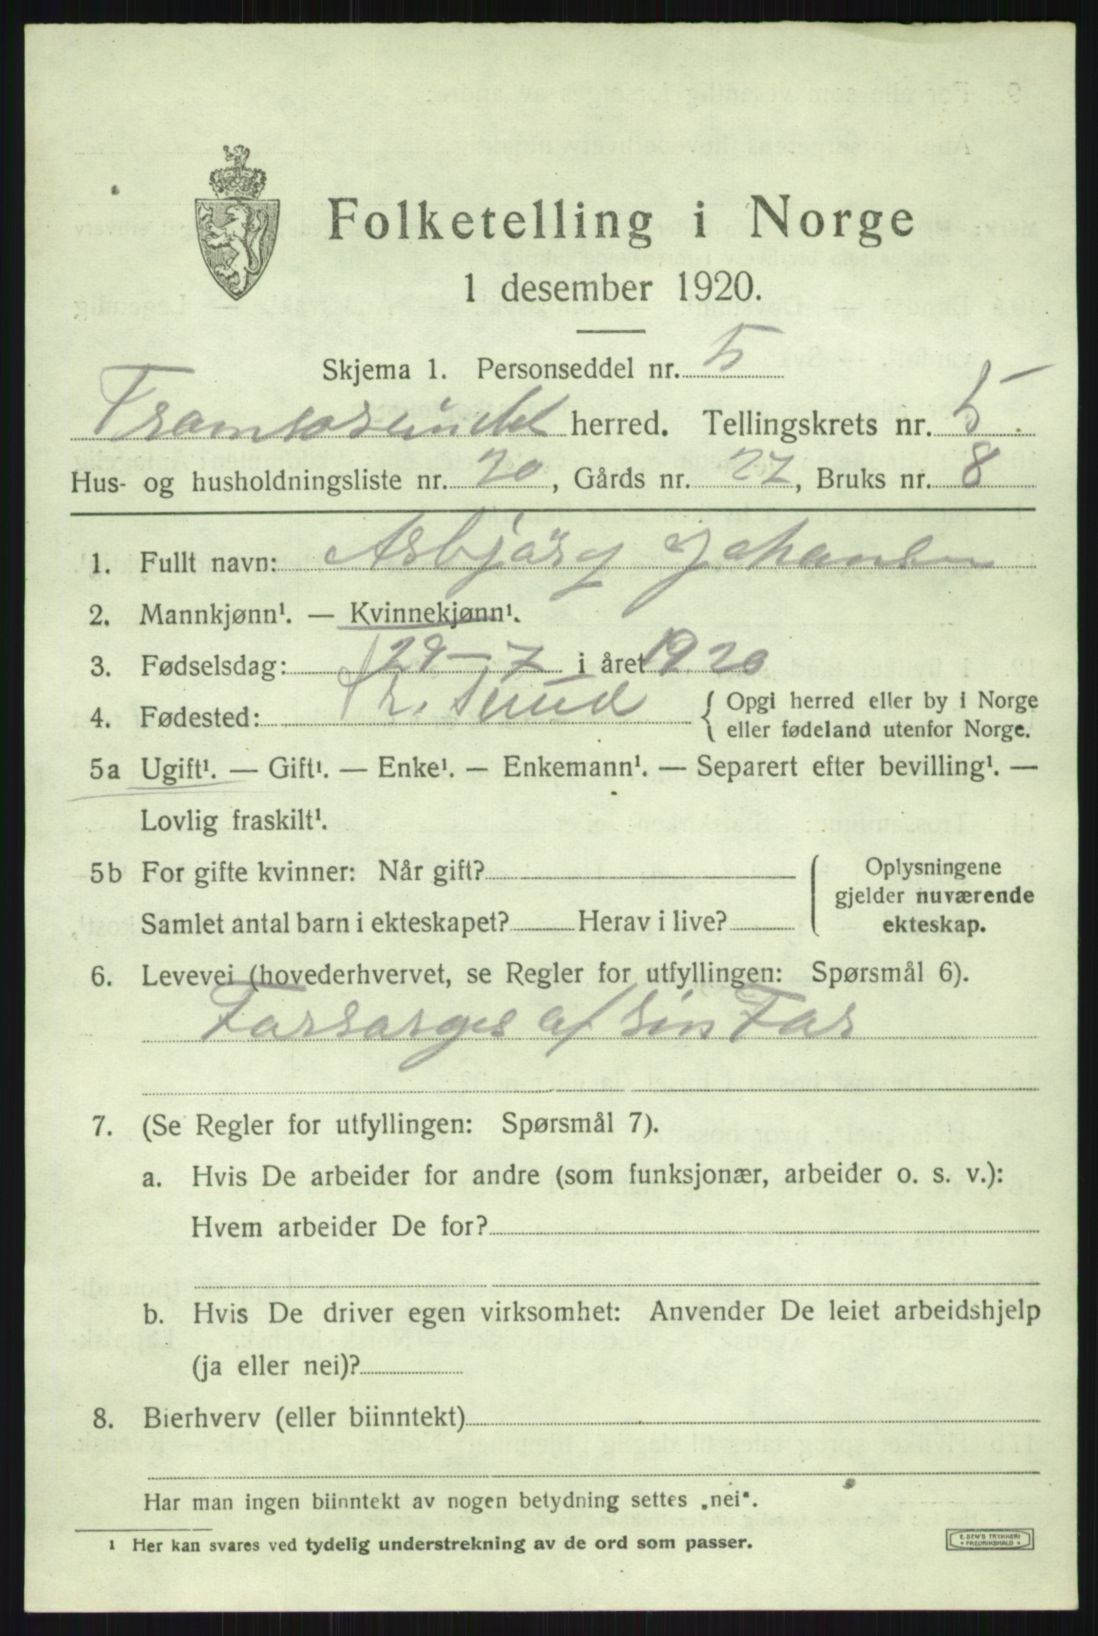 Folketelling i Norge
1 desember 1920.
Skjema 1. Personseddel nr. 5
Tromsøsundet herred. Tellingskrets nr. 5.
Hus- og husholdningsliste nr. 20, Gårds nr. 27, Bruks nr. 8
1. Fullt navn: Asbjørg Johansen
2. Mannkjønn¹. — Kvinnekjønn¹.
3. Fødselsdag: 29-7 i året 1920
4. Fødested: Tr. Sund { Opgi herred eller by i Norge
eller fødeland utenfor Norge.
5a Ugift¹. — Gift¹. — Enke¹. — Enkemann¹. — Separert efter bevilling¹. —
Lovlig fraskilt¹.
5b For gifte kvinner: Når gift? ( Oplysningene
gjelder nuværende
Samlet antal barn i ekteskapet? Herav i live? ekteskap.
6. Levevei (hovederhvervet, se Regler for utfyllingen: Spørsmål 6).
Forsørges af sin Far
7. (Se Regler for utfyllingen: Spørsmål 7).
a. Hvis De arbeider for andre (som funksjonær, arbeider o. s. v.):
Hvem arbeider De for?
b. Hvis De driver egen virksomhet: Anvender De leiet arbeidshjelp
(ja eller nei)?
8. Bierhverv (eller biinntekt)
Har man ingen biinntekt av nogen betydning settes „nei“.
¹ Her kan svares ved tydelig understrekning av de ord som passer.